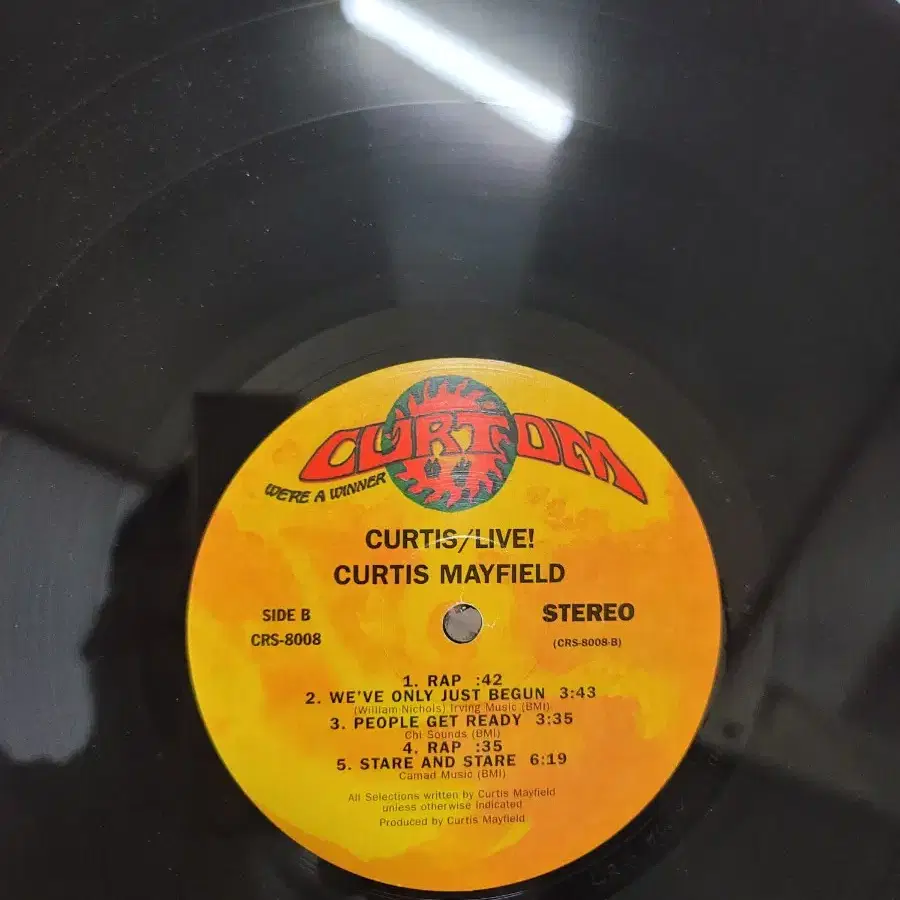 CURTOM
WE'RE A WINNER
CURTIS/LIVE!
CURTIS MAYFIELD
SIDE B
CRS-8008
STEREO
(CRS-8008-B)
1. RAP :42
2. WE'VE ONLY JUST BEGUN 3:43
(William-Nichols) Irving Music (BMI)
3. PEOPLE GET READY 3:35
Chi Sounds (BMI)
4. RAP :35
5. STARE AND STARE 6:19
Camad Music (BMI)
All Selections written by Curtis Mayfield
unless otherwise indicated
Produced by Curtis Mayfield